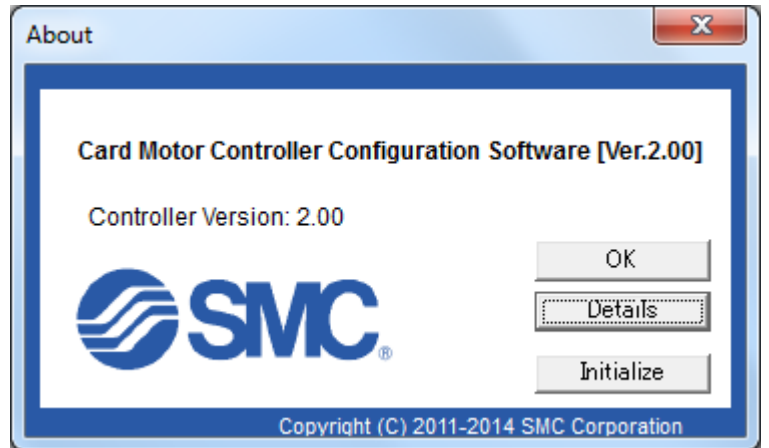 About
Card Motor Controller Configuration Software [Ver.2.00]
Controller Version: 2.00
OK
SMC®
Details
Initialize
Copyright (C) 2011-2014 SMC Corporation